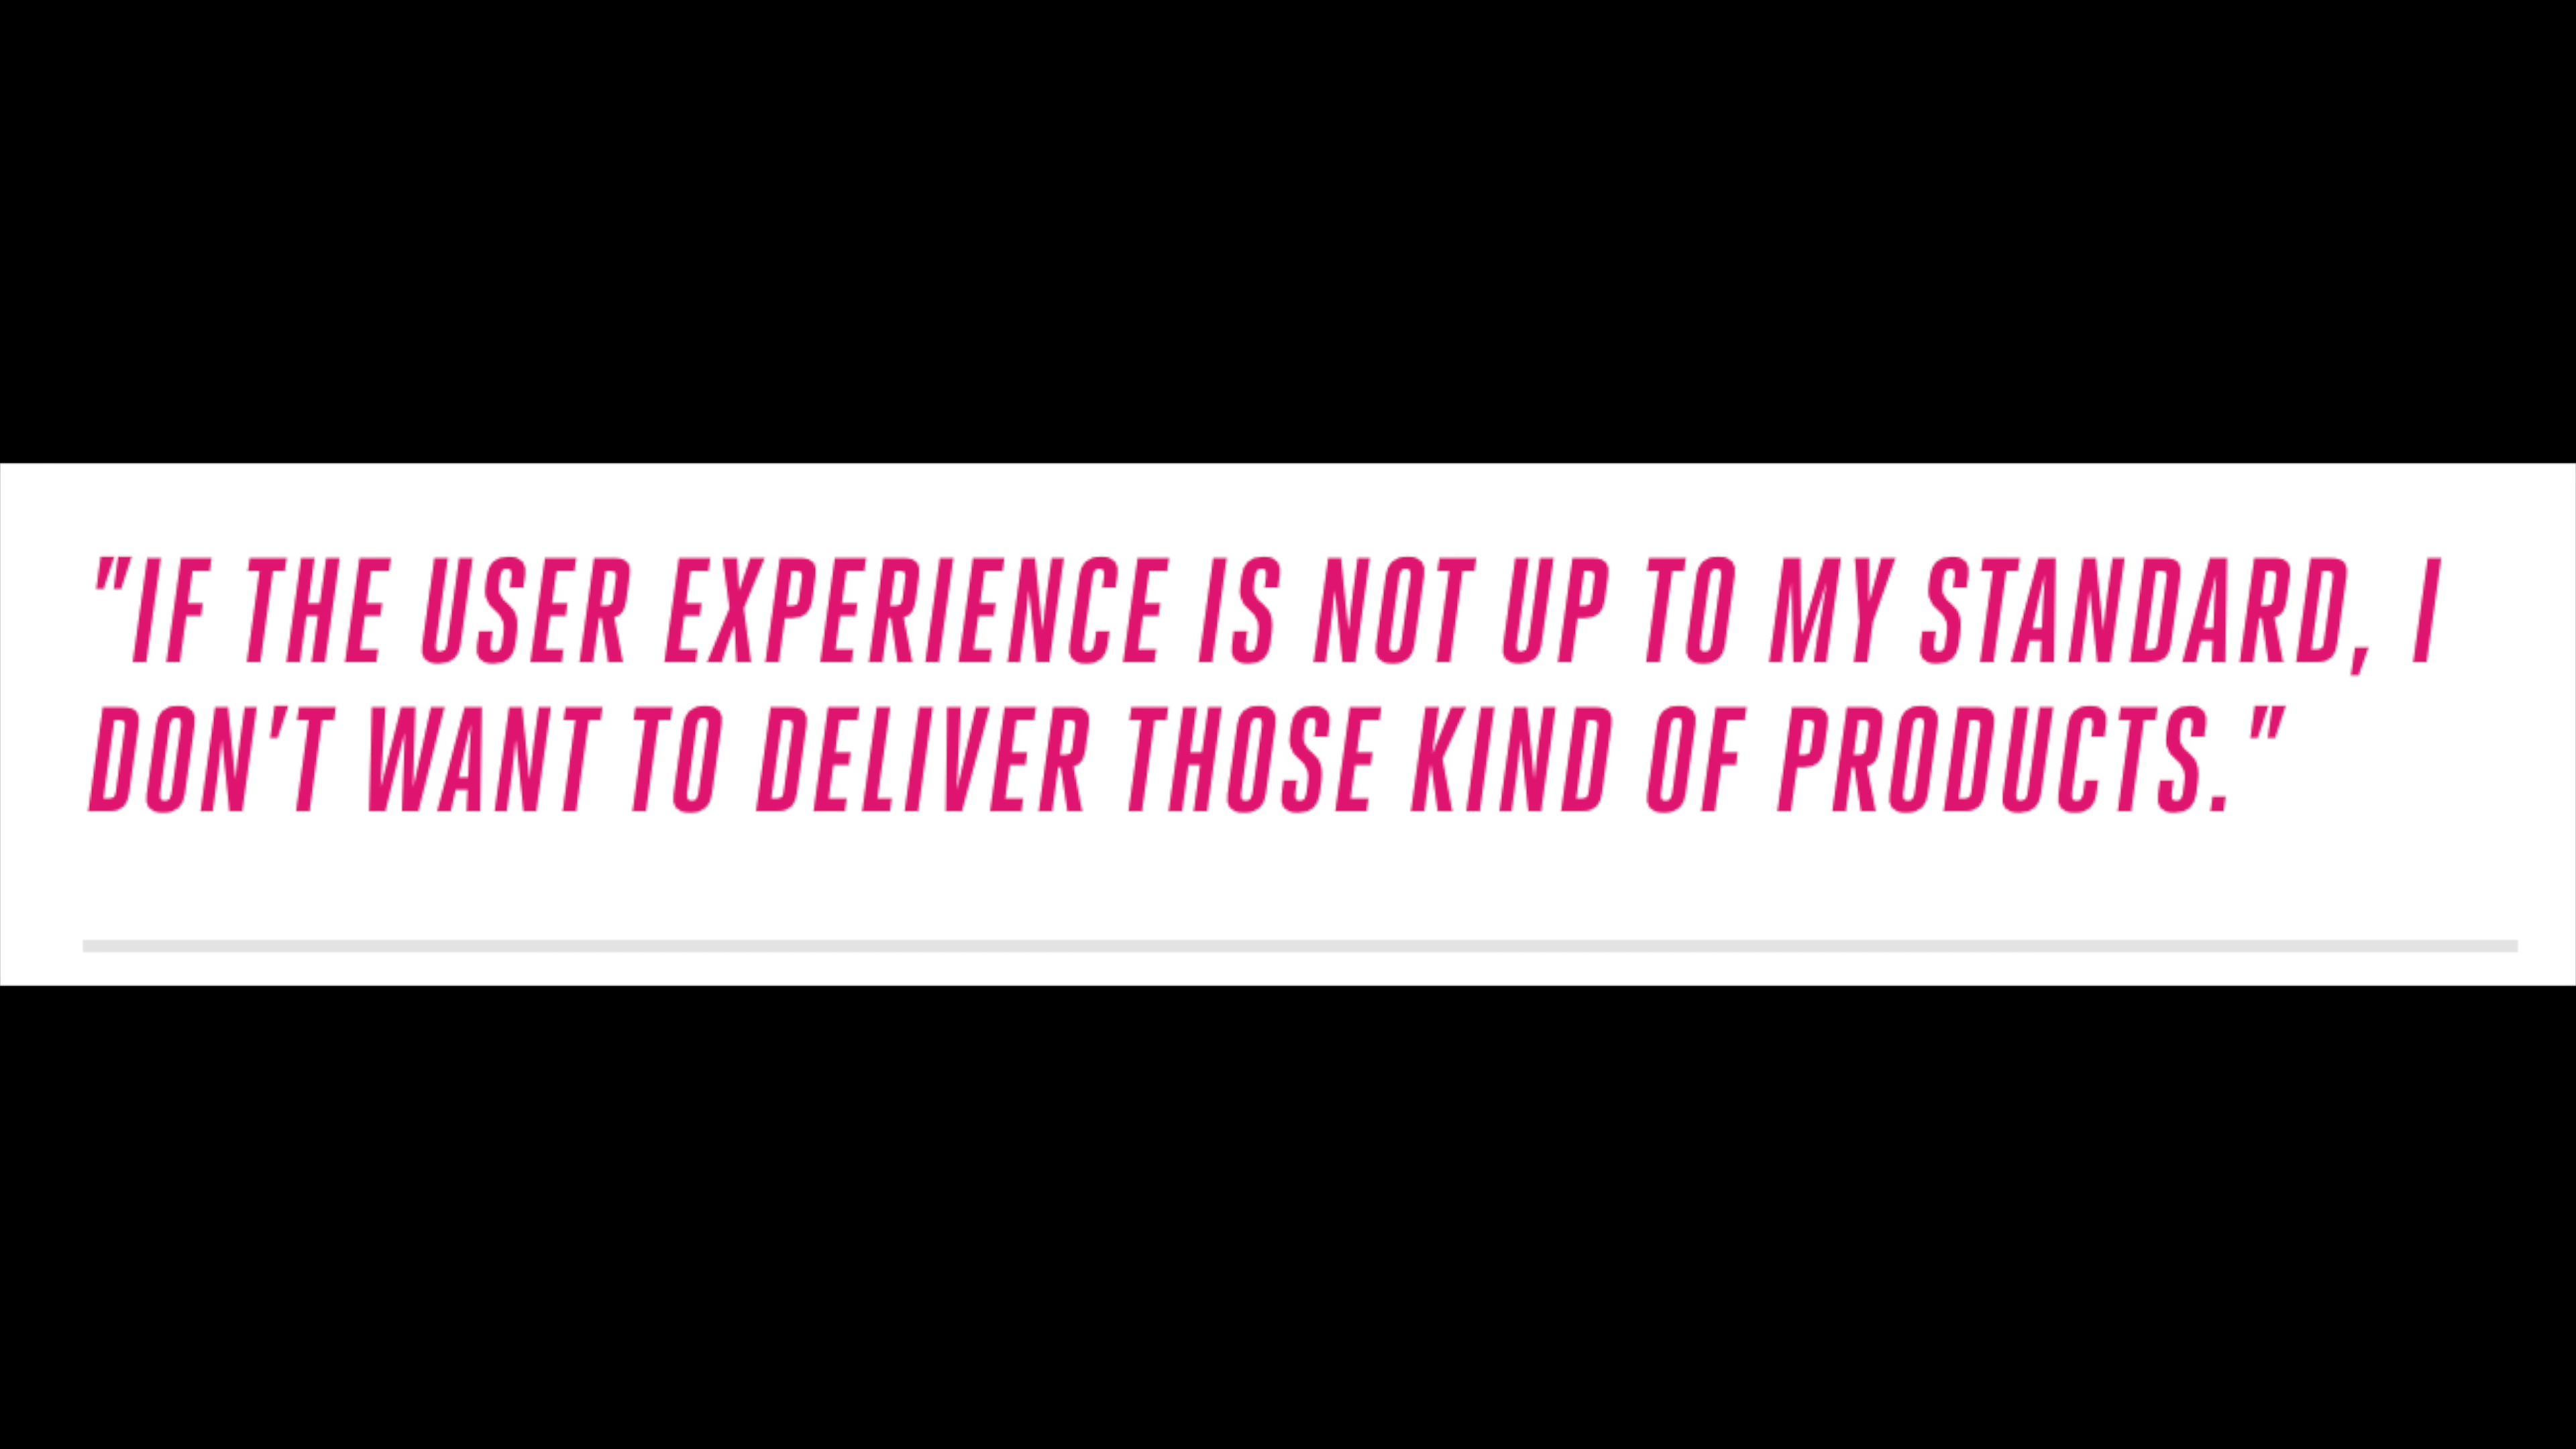 "IF THE USER EXPERIENCE IS NOT UP TO MY STANDARD, I
DON'T WANT TO DELIVER THOSE KIND OF PRODUCTS."